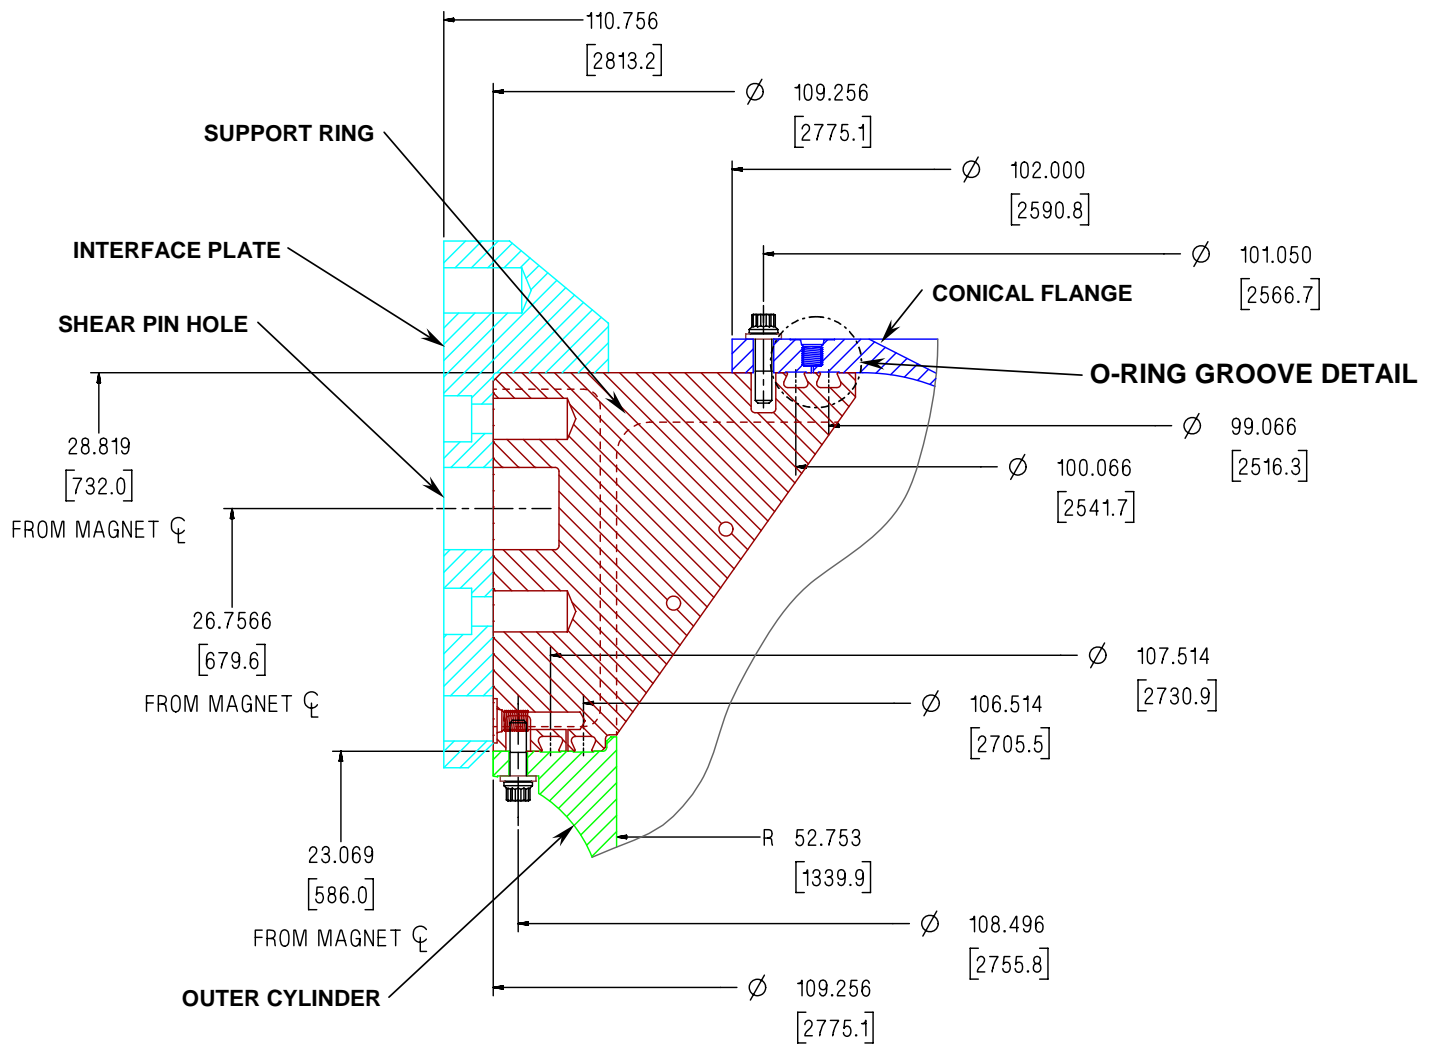 110.756
[2813.2]
Ø 109.256
[2775.1]
SUPPORT RING
Ø 102.000
[2590.8]
INTERFACE PLATE
Ø 101.050
[2566.7]
CONICAL FLANGE
SHEAR PIN HOLE
O-RING GROOVE DETAIL
28.819
[732.0]
FROM MAGNET ℄
Ø 99.066
[2516.3]
Ø 100.066
[2541.7]
26.7566
[679.6]
FROM MAGNET ℄
Ø 107.514
[2730.9]
Ø 106.514
[2705.5]
R 52.753
[1339.9]
23.069
[586.0]
FROM MAGNET ℄
Ø 108.496
[2755.8]
OUTER CYLINDER
Ø 109.256
[2775.1]